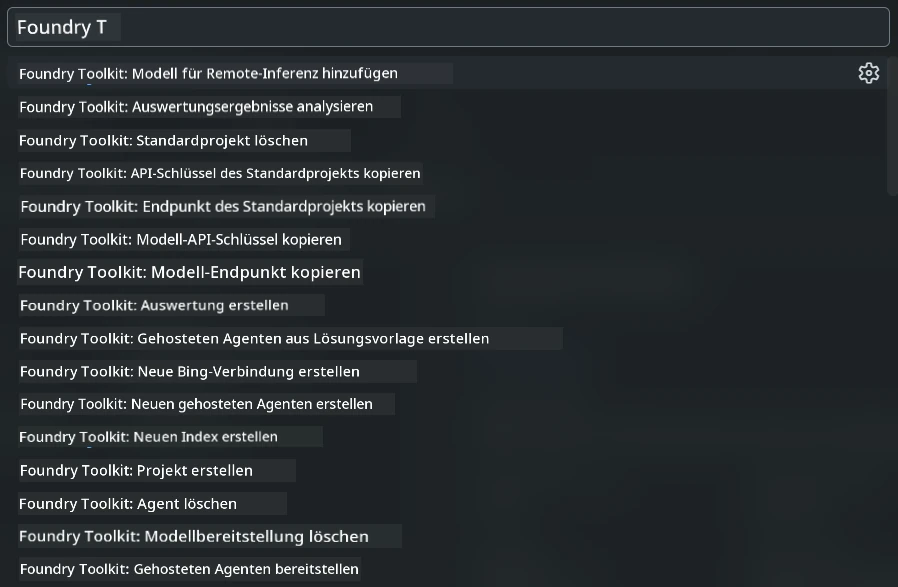 Foundry T
Foundry Toolkit: Modell für Remote-Inferenz hinzufügen
Foundry Toolkit: Auswertungsergebnisse analysieren
Foundry Toolkit: Standardprojekt löschen
Foundry Toolkit: API-Schlüssel des Standardprojekts kopieren
Foundry Toolkit: Endpunkt des Standardprojekts kopieren
Foundry Toolkit: Modell-API-Schlüssel kopieren
Foundry Toolkit: Modell-Endpunkt kopieren
Foundry Toolkit: Auswertung erstellen
Foundry Toolkit: Gehosteten Agenten aus Lösungsvorlage erstellen
Foundry Toolkit: Neue Bing-Verbindung erstellen
Foundry Toolkit: Neuen gehosteten Agenten erstellen
Foundry Toolkit: Neuen Index erstellen
Foundry Toolkit: Projekt erstellen
Foundry Toolkit: Agent löschen
Foundry Toolkit: Modellbereitstellung löschen
Foundry Toolkit: Gehosteten Agenten bereitstellen